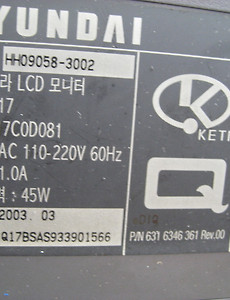 YUNDAI
HH09058-3002
라 LCD 모니터
17
7C0D081
AC 110-220V 60Hz
1.0A
: 45W
2003. 03
Q17BSAS933901566
KETI
Q
P/N 631 6346 361 Rev.00